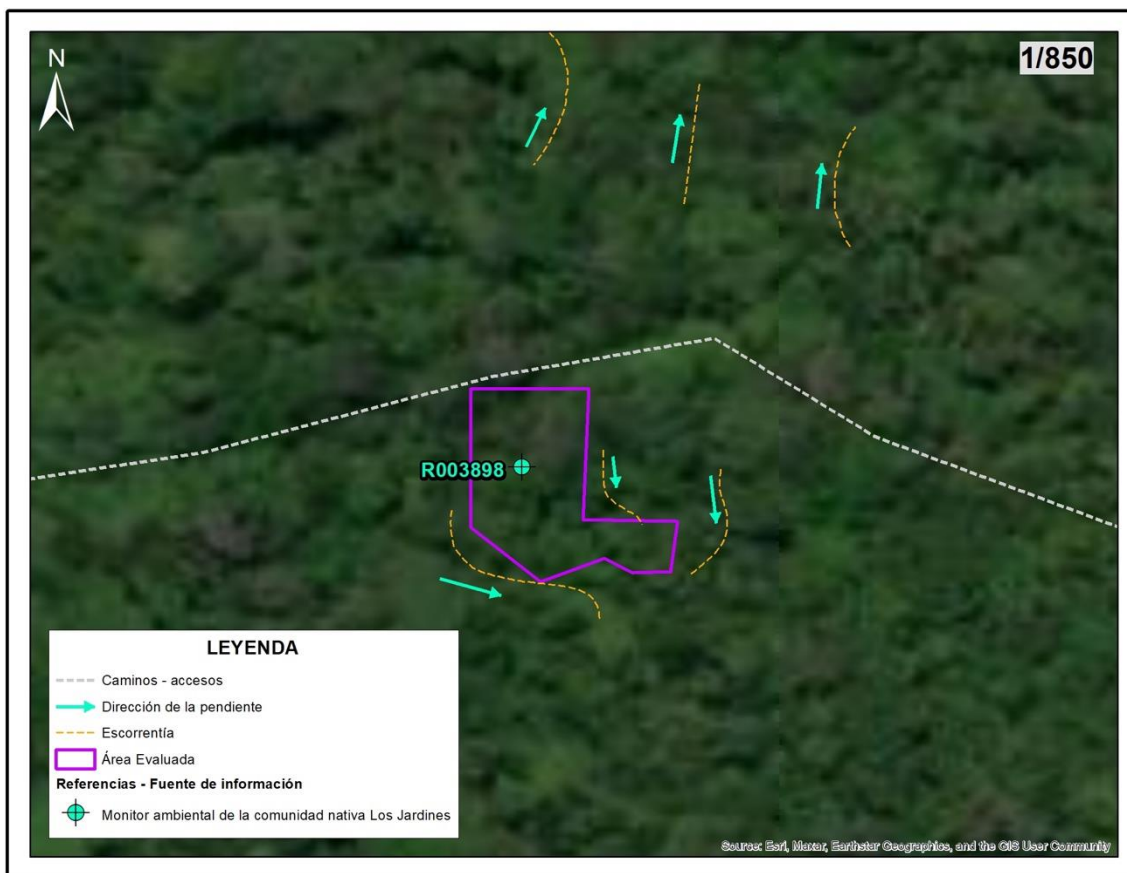 N
1/850
R003898
LEYENDA
Caminos - accesos
Dirección de la pendiente
Escorrentía
Área Evaluada
Referencias - Fuente de información
Monitor ambiental de la comunidad nativa Los Jardines
Source: Esri, Maxar, Earthstar Geographics, and the GIS User Community